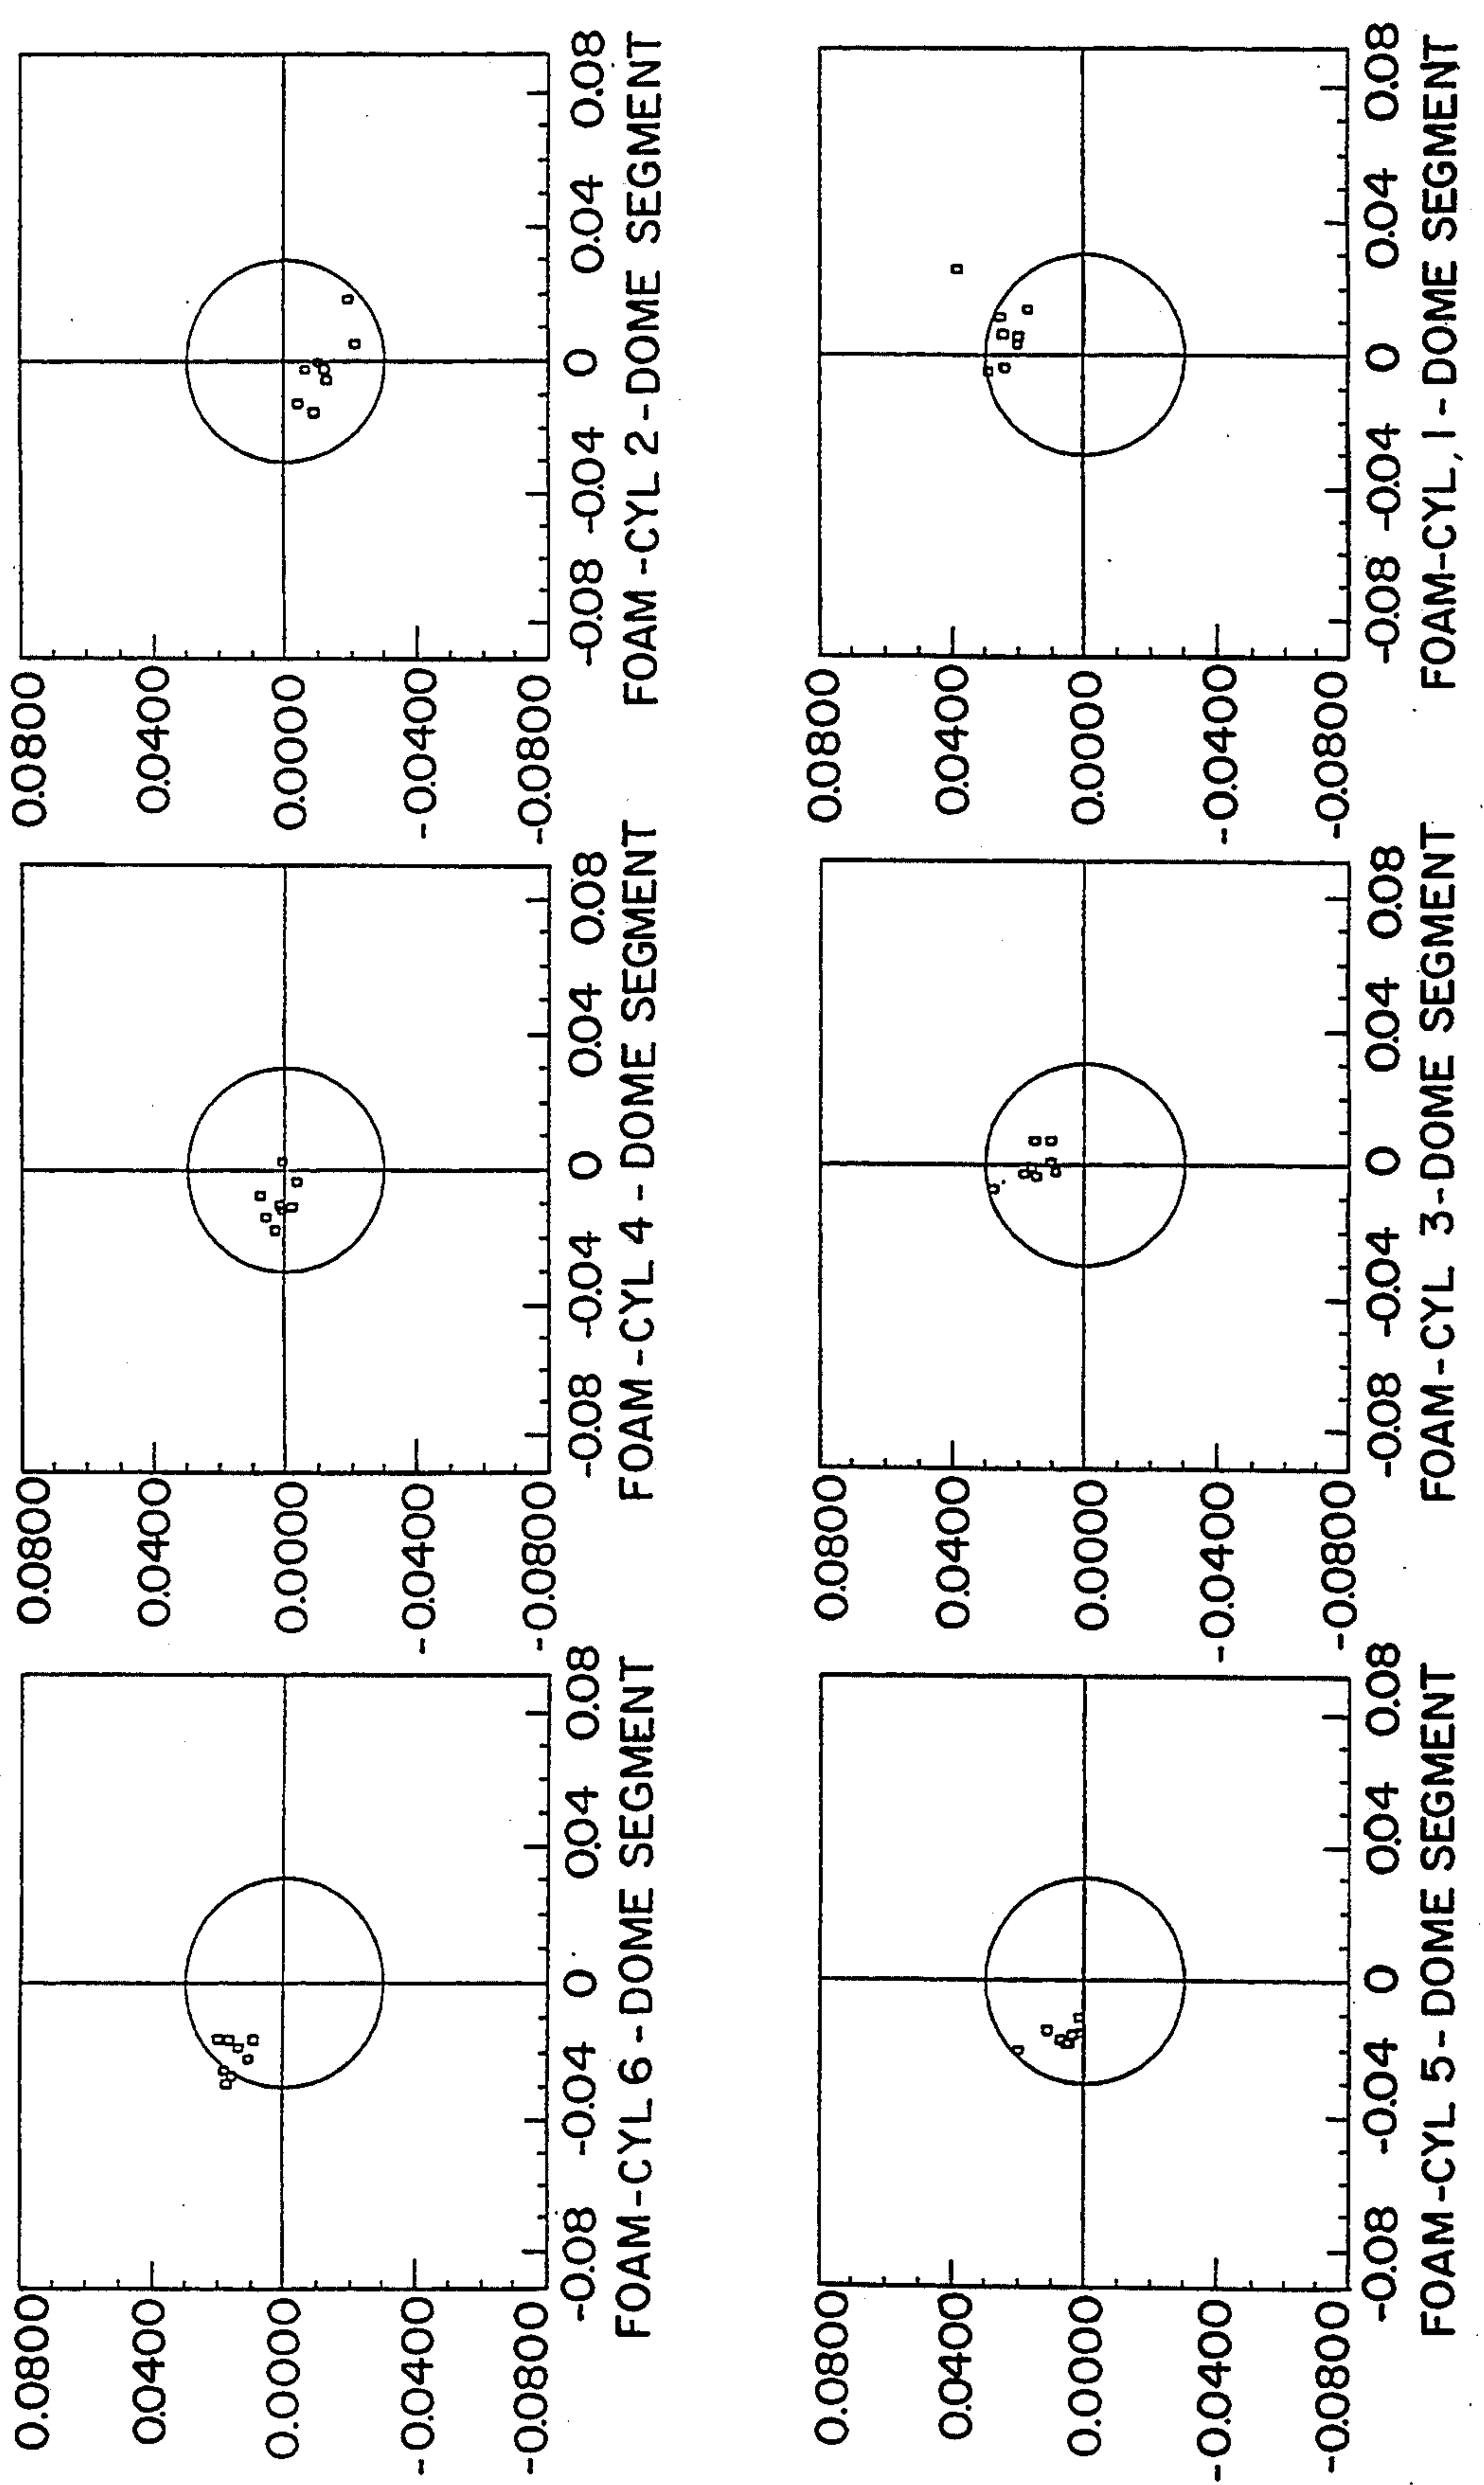 0.0800
0.0400
0.0000
-0.0400
-0.0800
-0.08 -0.04 0 0.04 0.08
FOAM-CYL 6-DOME SEGMENT
0.0800
0.0400
0.0000
-0.0400
-0.0800
-0.08 -0.04 0 0.04 0.08
FOAM-CYL 4-DOME SEGMENT
0.0800
0.0400
0.0000
-0.0400
-0.0800
-0.08 -0.04 0 0.04 0.08
FOAM-CYL 2-DOME SEGMENT
0.0800
0.0400
0.0000
-0.0400
-0.0800
-0.08 -0.04 0 0.04 0.08
FOAM-CYL 5-DOME SEGMENT
0.0800
0.0400
0.0000
-0.0400
-0.0800
-0.08 -0.04 0 0.04 0.08
FOAM-CYL 3-DOME SEGMENT
0.0800
0.0400
0.0000
-0.0400
-0.0800
-0.08 -0.04 0 0.04 0.08
FOAM-CYL, 1-DOME SEGMENT